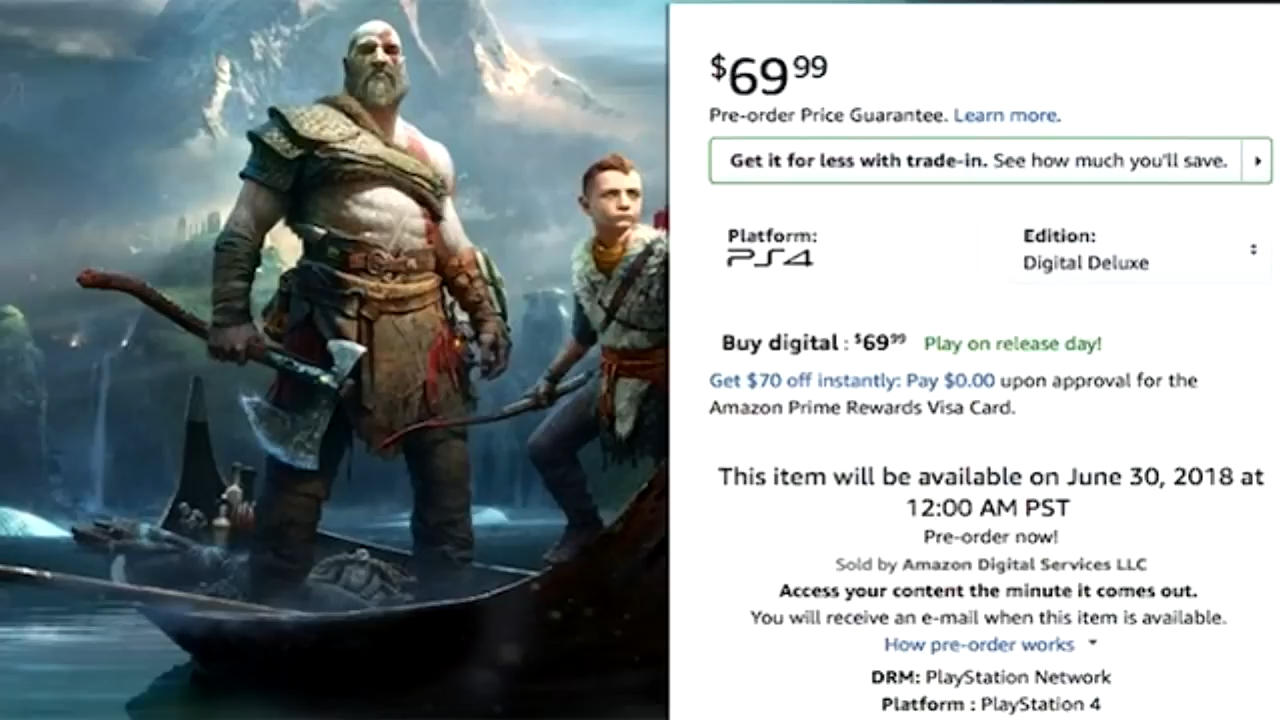 $69.99
Pre-order Price Guarantee. Learn more.
Get it for less with trade-in. See how much you'll save.
Platform:
PS4
Edition:
Digital Deluxe
Buy digital : $69.99 Play on release day!
Get $70 off instantly: Pay $0.00 upon approval for the
Amazon Prime Rewards Visa Card.
This item will be available on June 30, 2018 at
12:00 AM PST
Pre-order now!
Sold by Amazon Digital Services LLC
Access your content the minute it comes out.
You will receive an e-mail when this item is available.
How pre-order works
DRM: PlayStation Network
Platform : PlayStation 4